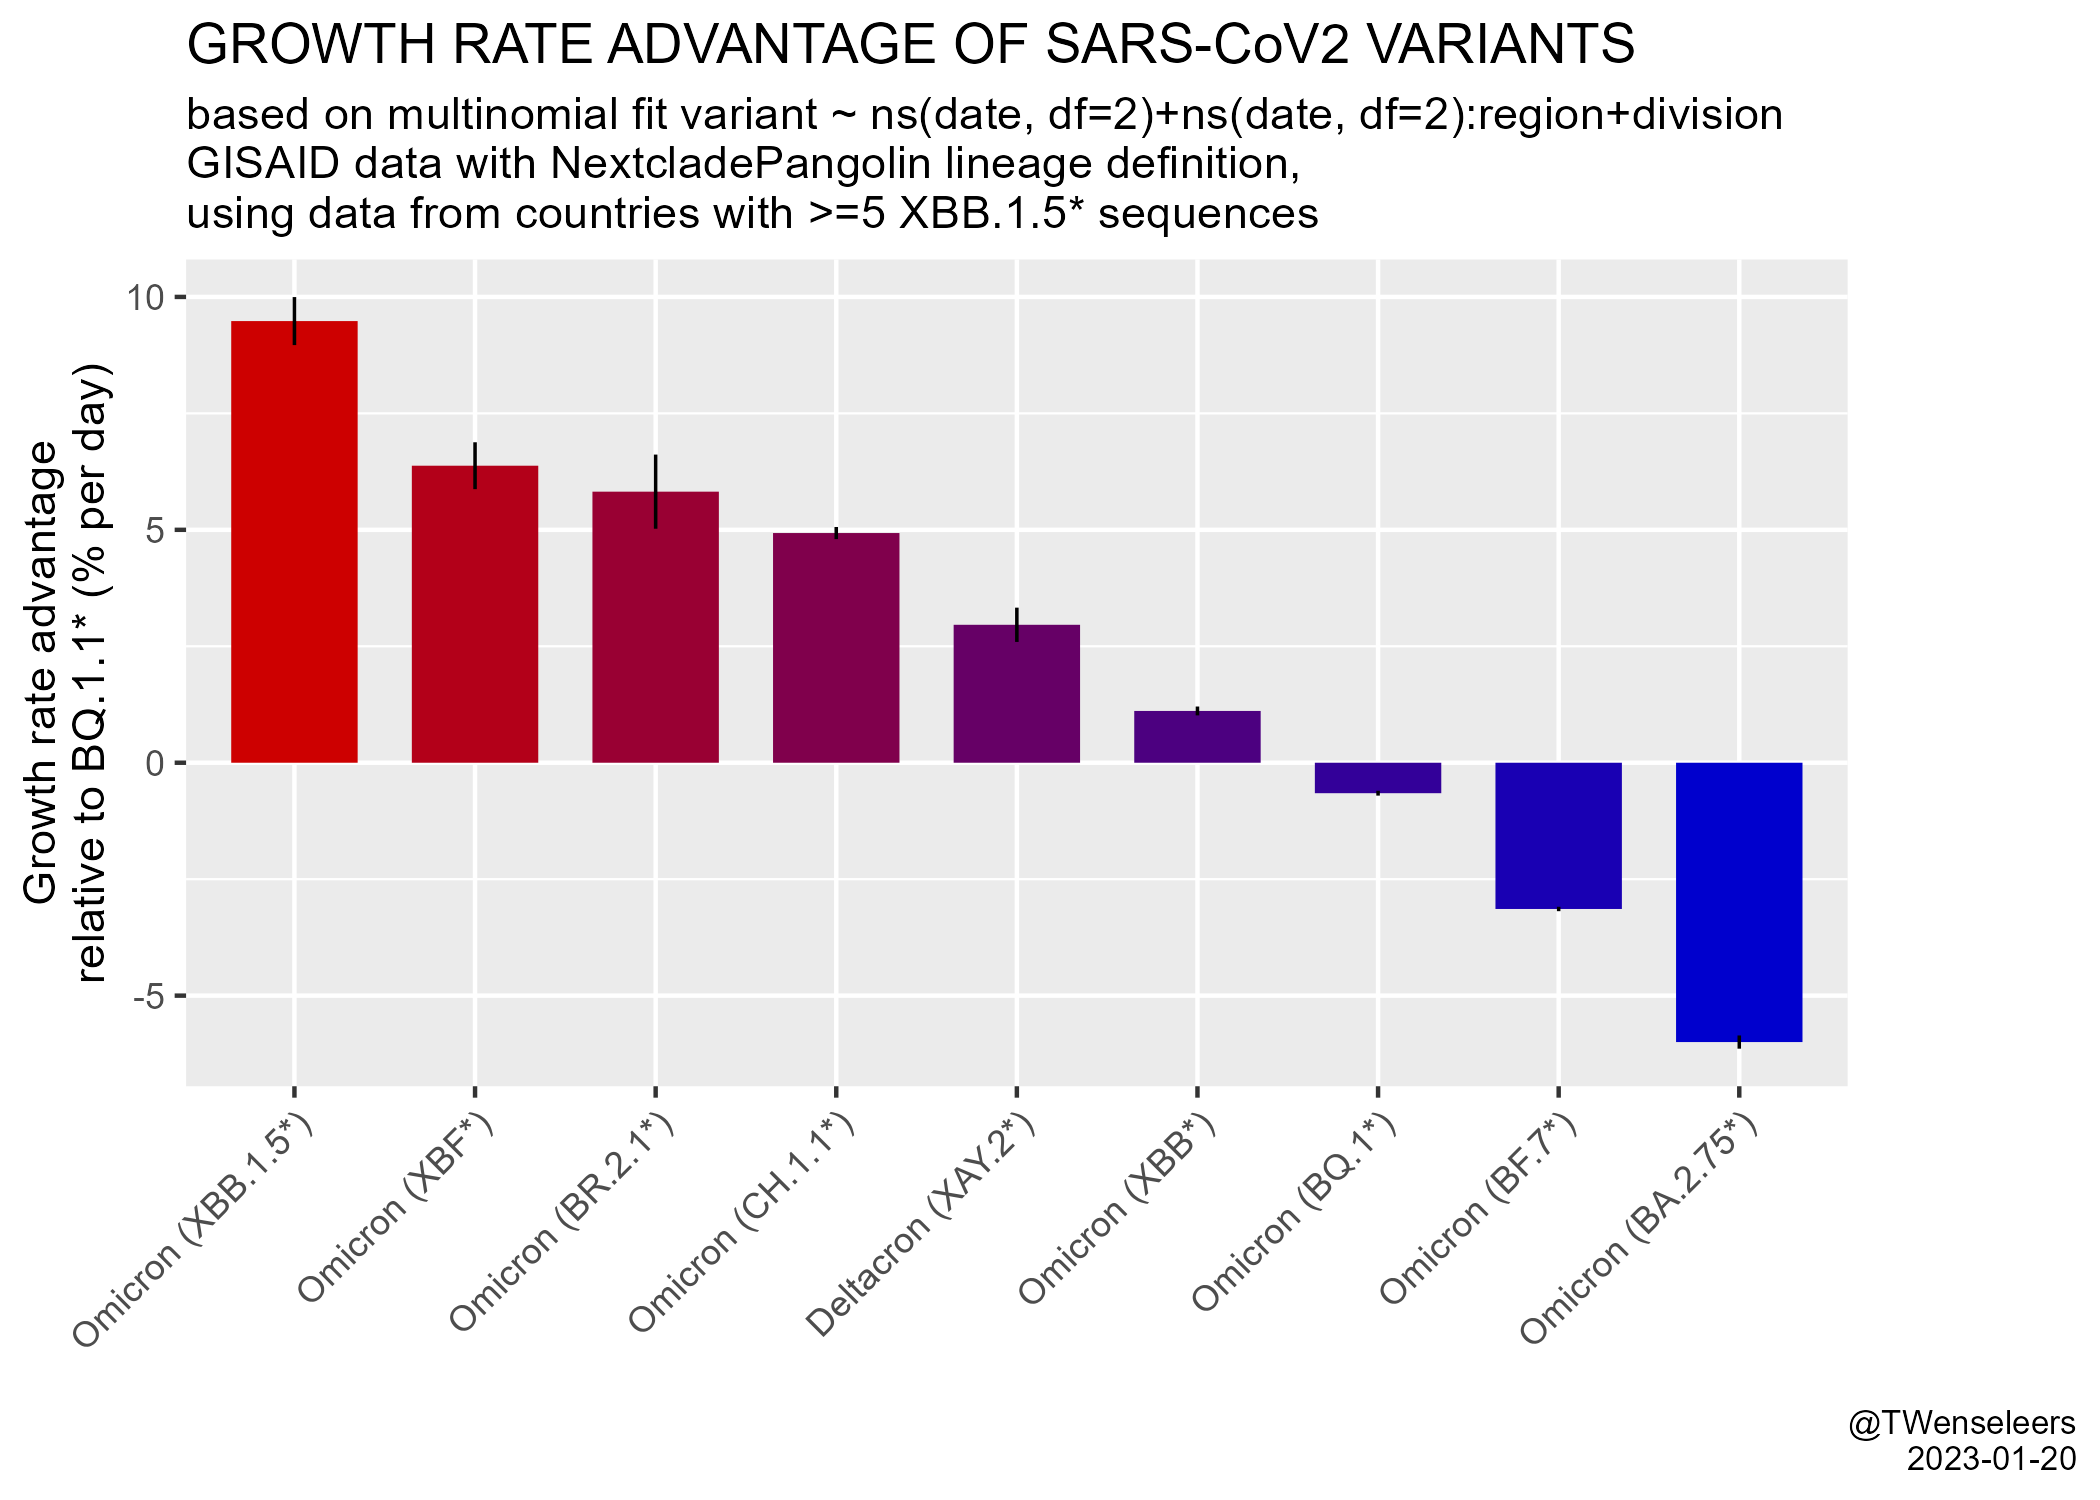 GROWTH RATE ADVANTAGE OF SARS-CoV2 VARIANTS
based on multinomial fit variant ~ ns(date, df=2)+ns(date, df=2):region+division
GISAID data with NextcladePangolin lineage definition,
using data from countries with >=5 XBB.1.5* sequences
Growth rate advantage
relative to BQ.1.1* (% per day)
10
5
0
-5
Omicron (XBB.1.5*)
Omicron (XBF*)
Omicron (BR.2.1*)
Omicron (CH.1.1*)
Deltacron (XAY.2*)
Omicron (XBB*)
Omicron (BQ.1*)
Omicron (BF.7*)
Omicron (BA.2.75*)
@TWenseleers
2023-01-20